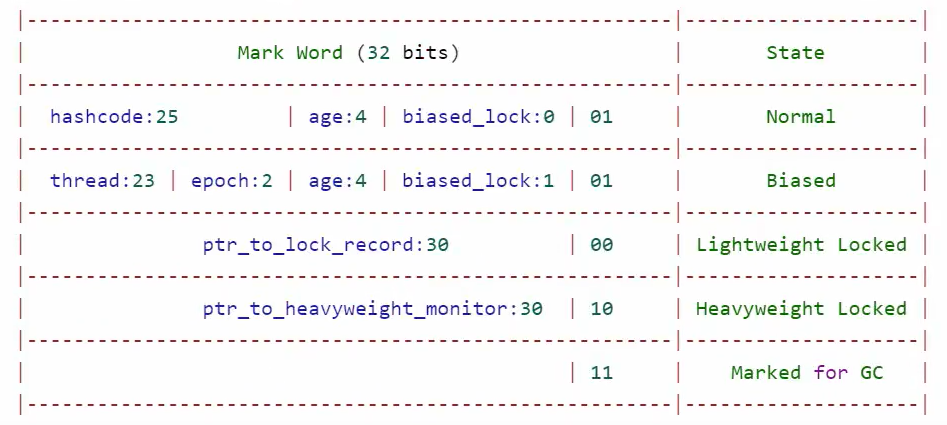 |--------------------------------------------------------|--------------------|
| Mark Word (32 bits) | State |
|--------------------------------------------------------|--------------------|
| hashcode:25 | age:4 | biased_lock:0 | 01 | Normal |
|--------------------------------------------------------|--------------------|
| thread:23 | epoch:2 | age:4 | biased_lock:1 | 01 | Biased |
|--------------------------------------------------------|--------------------|
| ptr_to_lock_record:30 | 00 | Lightweight Locked |
|--------------------------------------------------------|--------------------|
| ptr_to_heavyweight_monitor:30 | 10 | Heavyweight Locked |
|--------------------------------------------------------|--------------------|
| | 11 | Marked for GC |
|--------------------------------------------------------|--------------------|